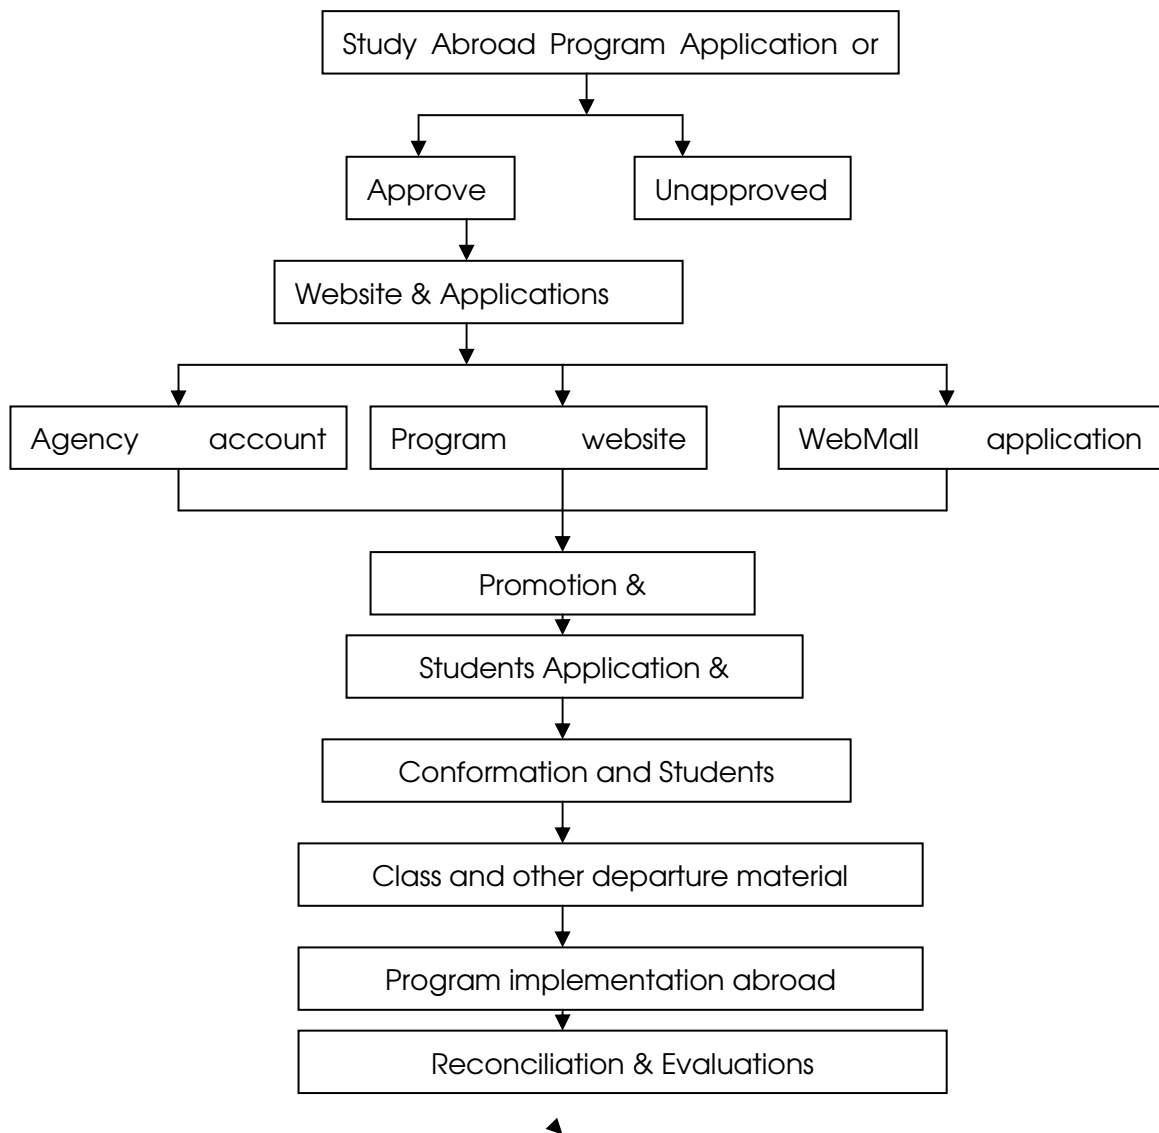 Study Abroad Program Application or
Approve
Unapproved
Website & Applications
Agency account
Program website
WebMall application
Promotion &
Students Application &
Conformation and Students
Class and other departure material
Program implementation abroad
Reconciliation & Evaluations